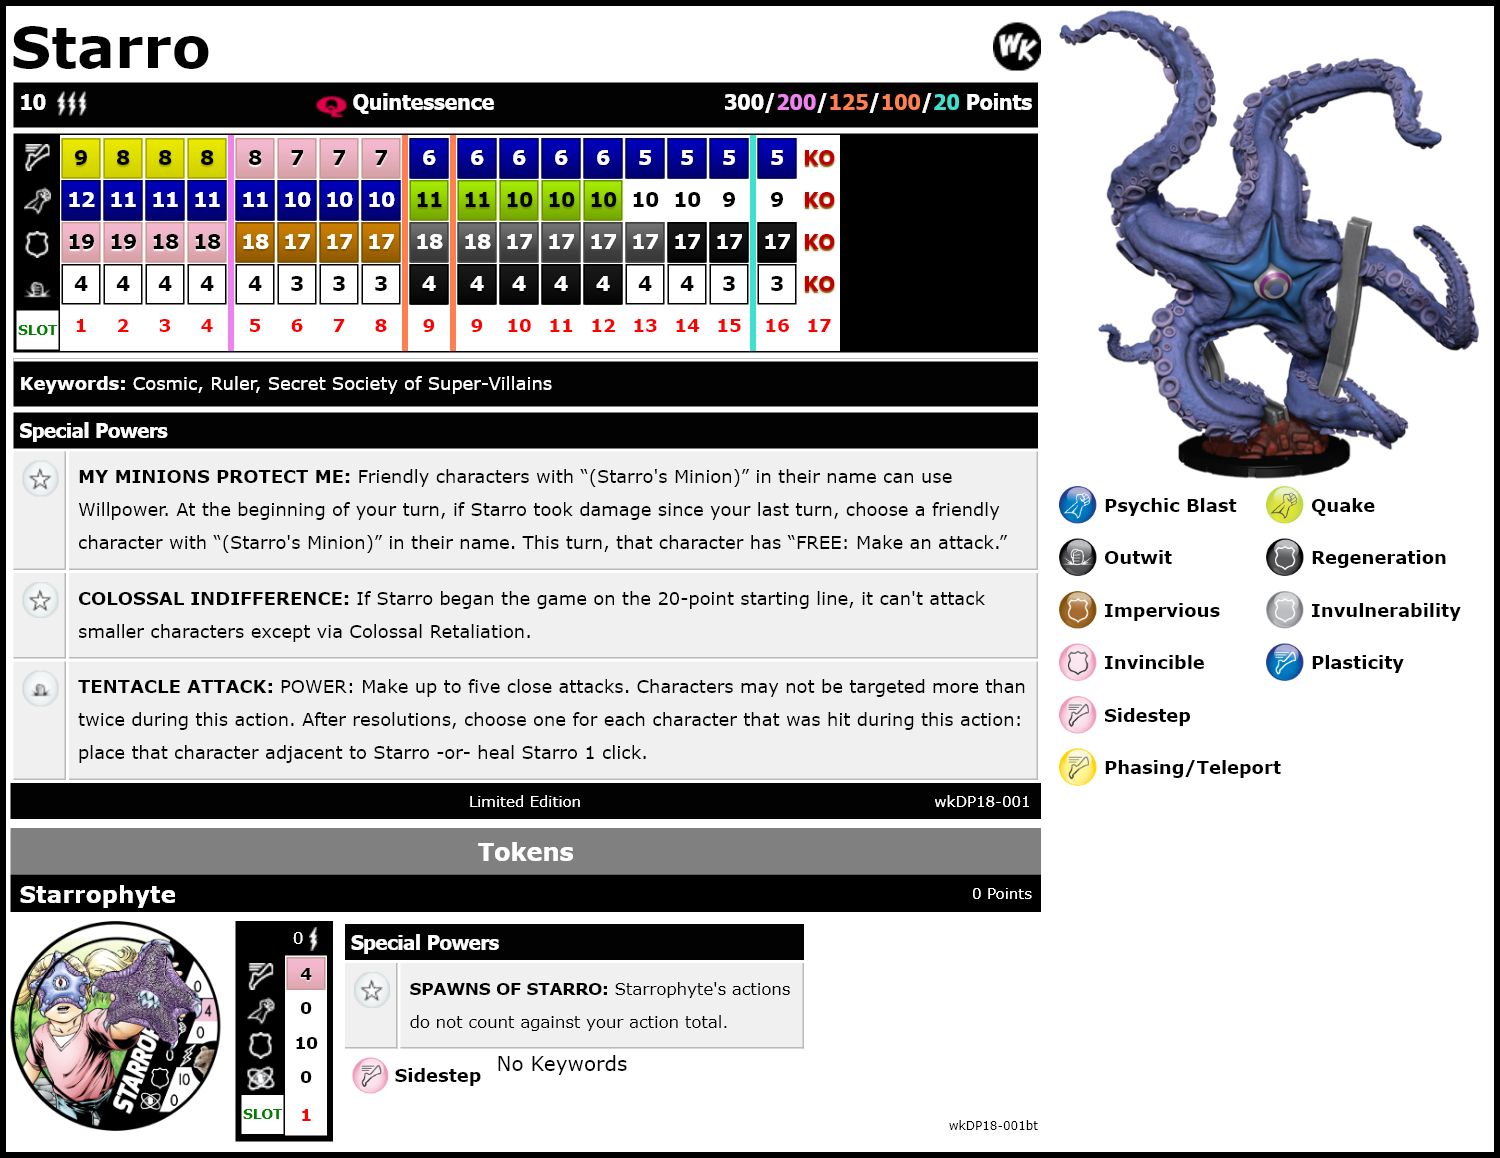 Starro
WK
10 Quintessence 300/200/125/100/20 Points
9 8 8 8 8 7 7 7 6 6 6 6 6 5 5 5 5 KO
12 11 11 11 11 10 10 10 11 11 10 10 10 10 10 9 9 KO
19 19 18 18 18 17 17 17 18 18 17 17 17 17 17 17 17 KO
4 4 4 4 4 3 3 3 4 4 4 4 4 4 4 3 3 KO
SLOT 1 2 3 4 5 6 7 8 9 9 10 11 12 13 14 15 16 17
Keywords: Cosmic, Ruler, Secret Society of Super-Villains
Special Powers
MY MINIONS PROTECT ME: Friendly characters with “(Starro's Minion)” in their name can use
Willpower. At the beginning of your turn, if Starro took damage since your last turn, choose a friendly
character with “(Starro's Minion)” in their name. This turn, that character has “FREE: Make an attack.”
COLOSSAL INDIFFERENCE: If Starro began the game on the 20-point starting line, it can't attack
smaller characters except via Colossal Retaliation.
TENTACLE ATTACK: POWER: Make up to five close attacks. Characters may not be targeted more than
twice during this action. After resolutions, choose one for each character that was hit during this action:
place that character adjacent to Starro -or- heal Starro 1 click.
Limited Edition wkDP18-001
Psychic Blast Quake
Outwit Regeneration
Impervious Invulnerability
Invincible Plasticity
Sidestep
Phasing/Teleport
Tokens
Starrophyte 0 Points
0
4
0
10
0
STARROP
0
4
0
10
0
SLOT 1
Special Powers
SPAWNS OF STARRO: Starrophyte's actions
do not count against your action total.
Sidestep No Keywords
wkDP18-001bt